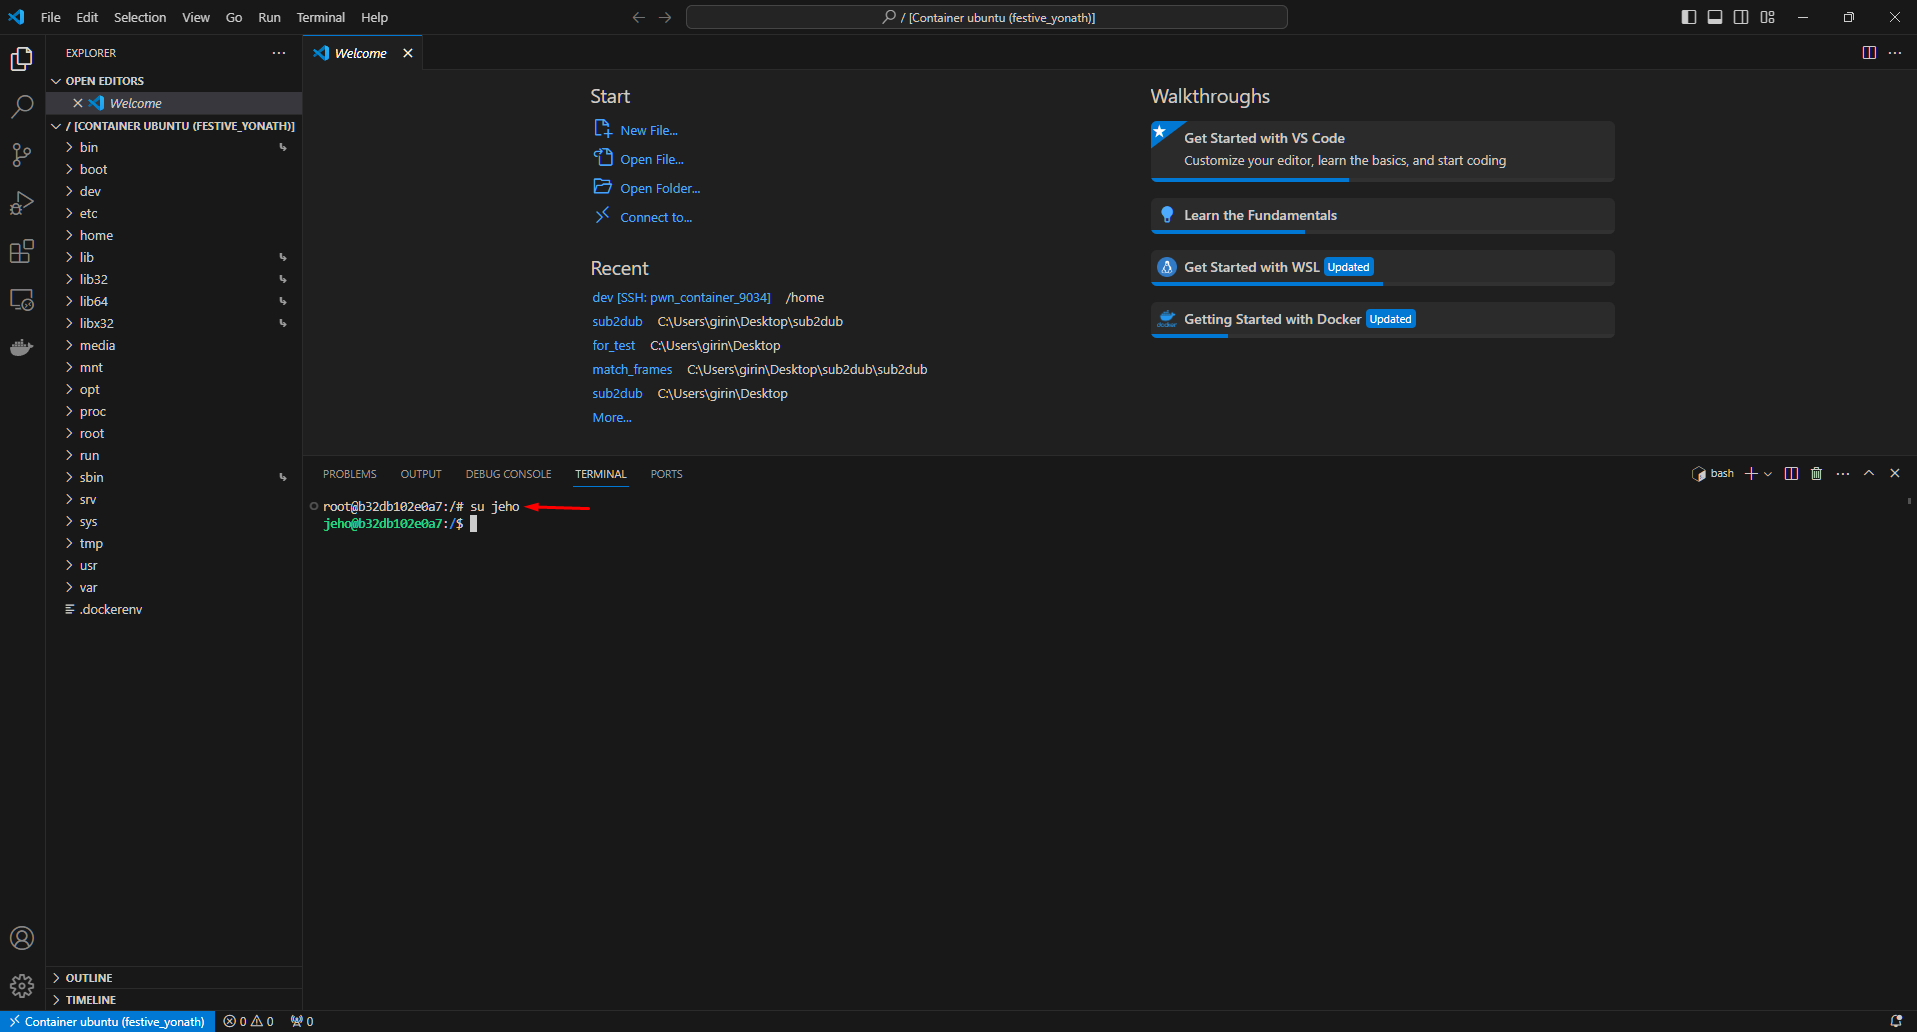 File Edit Selection View Go Run Terminal Help
/ [Container ubuntu (festive_yonath)]
EXPLORER
OPEN EDITORS
Welcome
/ [CONTAINER UBUNTU (FESTIVE_YONATH)]
bin
boot
dev
etc
home
lib
lib32
lib64
libx32
media
mnt
opt
proc
root
run
sbin
srv
sys
tmp
usr
var
.dockerenv
OUTLINE
TIMELINE
Welcome
Start
New File...
Open File...
Open Folder...
Connect to...
Recent
dev [SSH: pwn_container_9034] /home
sub2dub C:\Users\girin\Desktop\sub2dub
for_test C:\Users\girin\Desktop
match_frames C:\Users\girin\Desktop\sub2dub\sub2dub
sub2dub C:\Users\girin\Desktop
More...
Walkthroughs
Get Started with VS Code
Customize your editor, learn the basics, and start coding
Learn the Fundamentals
Get Started with WSL Updated
docker
Getting Started with Docker Updated
PROBLEMS OUTPUT DEBUG CONSOLE TERMINAL PORTS
bash
root@b32db102e0a7:/# su jeho
jeho@b32db102e0a7:/$
Container ubuntu (festive_yonath) 0 0 0